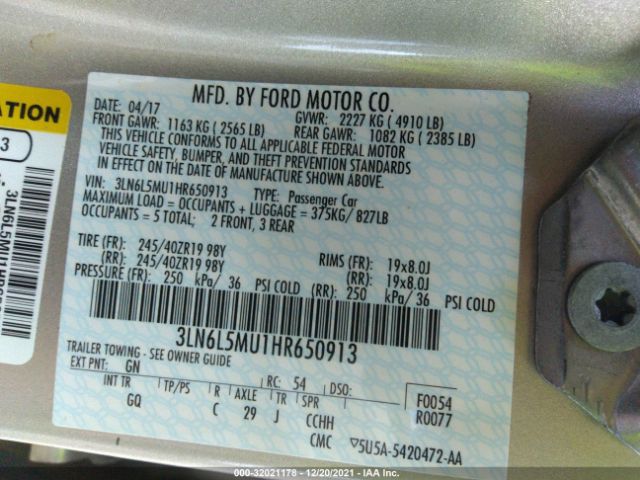 ATION
3
3LN6L5MU1HR650913
MFD. BY FORD MOTOR CO.
DATE: 04/17 GVWR: 2227 KG ( 4910 LB)
FRONT GAWR: 1163 KG ( 2565 LB) REAR GAWR: 1082 KG ( 2385 LB)
THIS VEHICLE CONFORMS TO ALL APPLICABLE FEDERAL MOTOR
VEHICLE SAFETY, BUMPER, AND THEFT PREVENTION STANDARDS
IN EFFECT ON THE DATE OF MANUFACTURE SHOWN ABOVE.
VIN: 3LN6L5MU1HR650913 TYPE: Passenger Car
MAXIMUM LOAD = OCCUPANTS + LUGGAGE = 375KG/ 827LB
OCCUPANTS = 5 TOTAL; 2 FRONT, 3 REAR
TIRE (FR): 245/40ZR19 98Y RIMS (FR): 19x8.0J
(RR): 245/40ZR19 98Y (RR): 19x8.0J
PRESSURE (FR): 250 kPa/ 36 PSI COLD (RR): 250 kPa/ 36 PSI COLD
3LN6L5MU1HR650913
TRAILER TOWING - SEE OWNER GUIDE
EXT PNT: GN RC: 54 DSO: F0054
INT TR TP/PS R AXLE TR SPR R0077
GQ C 29 J CCHH
CMC 5U5A-5420472-AA
000-32021178 - 12/20/2021 - IAAI.com